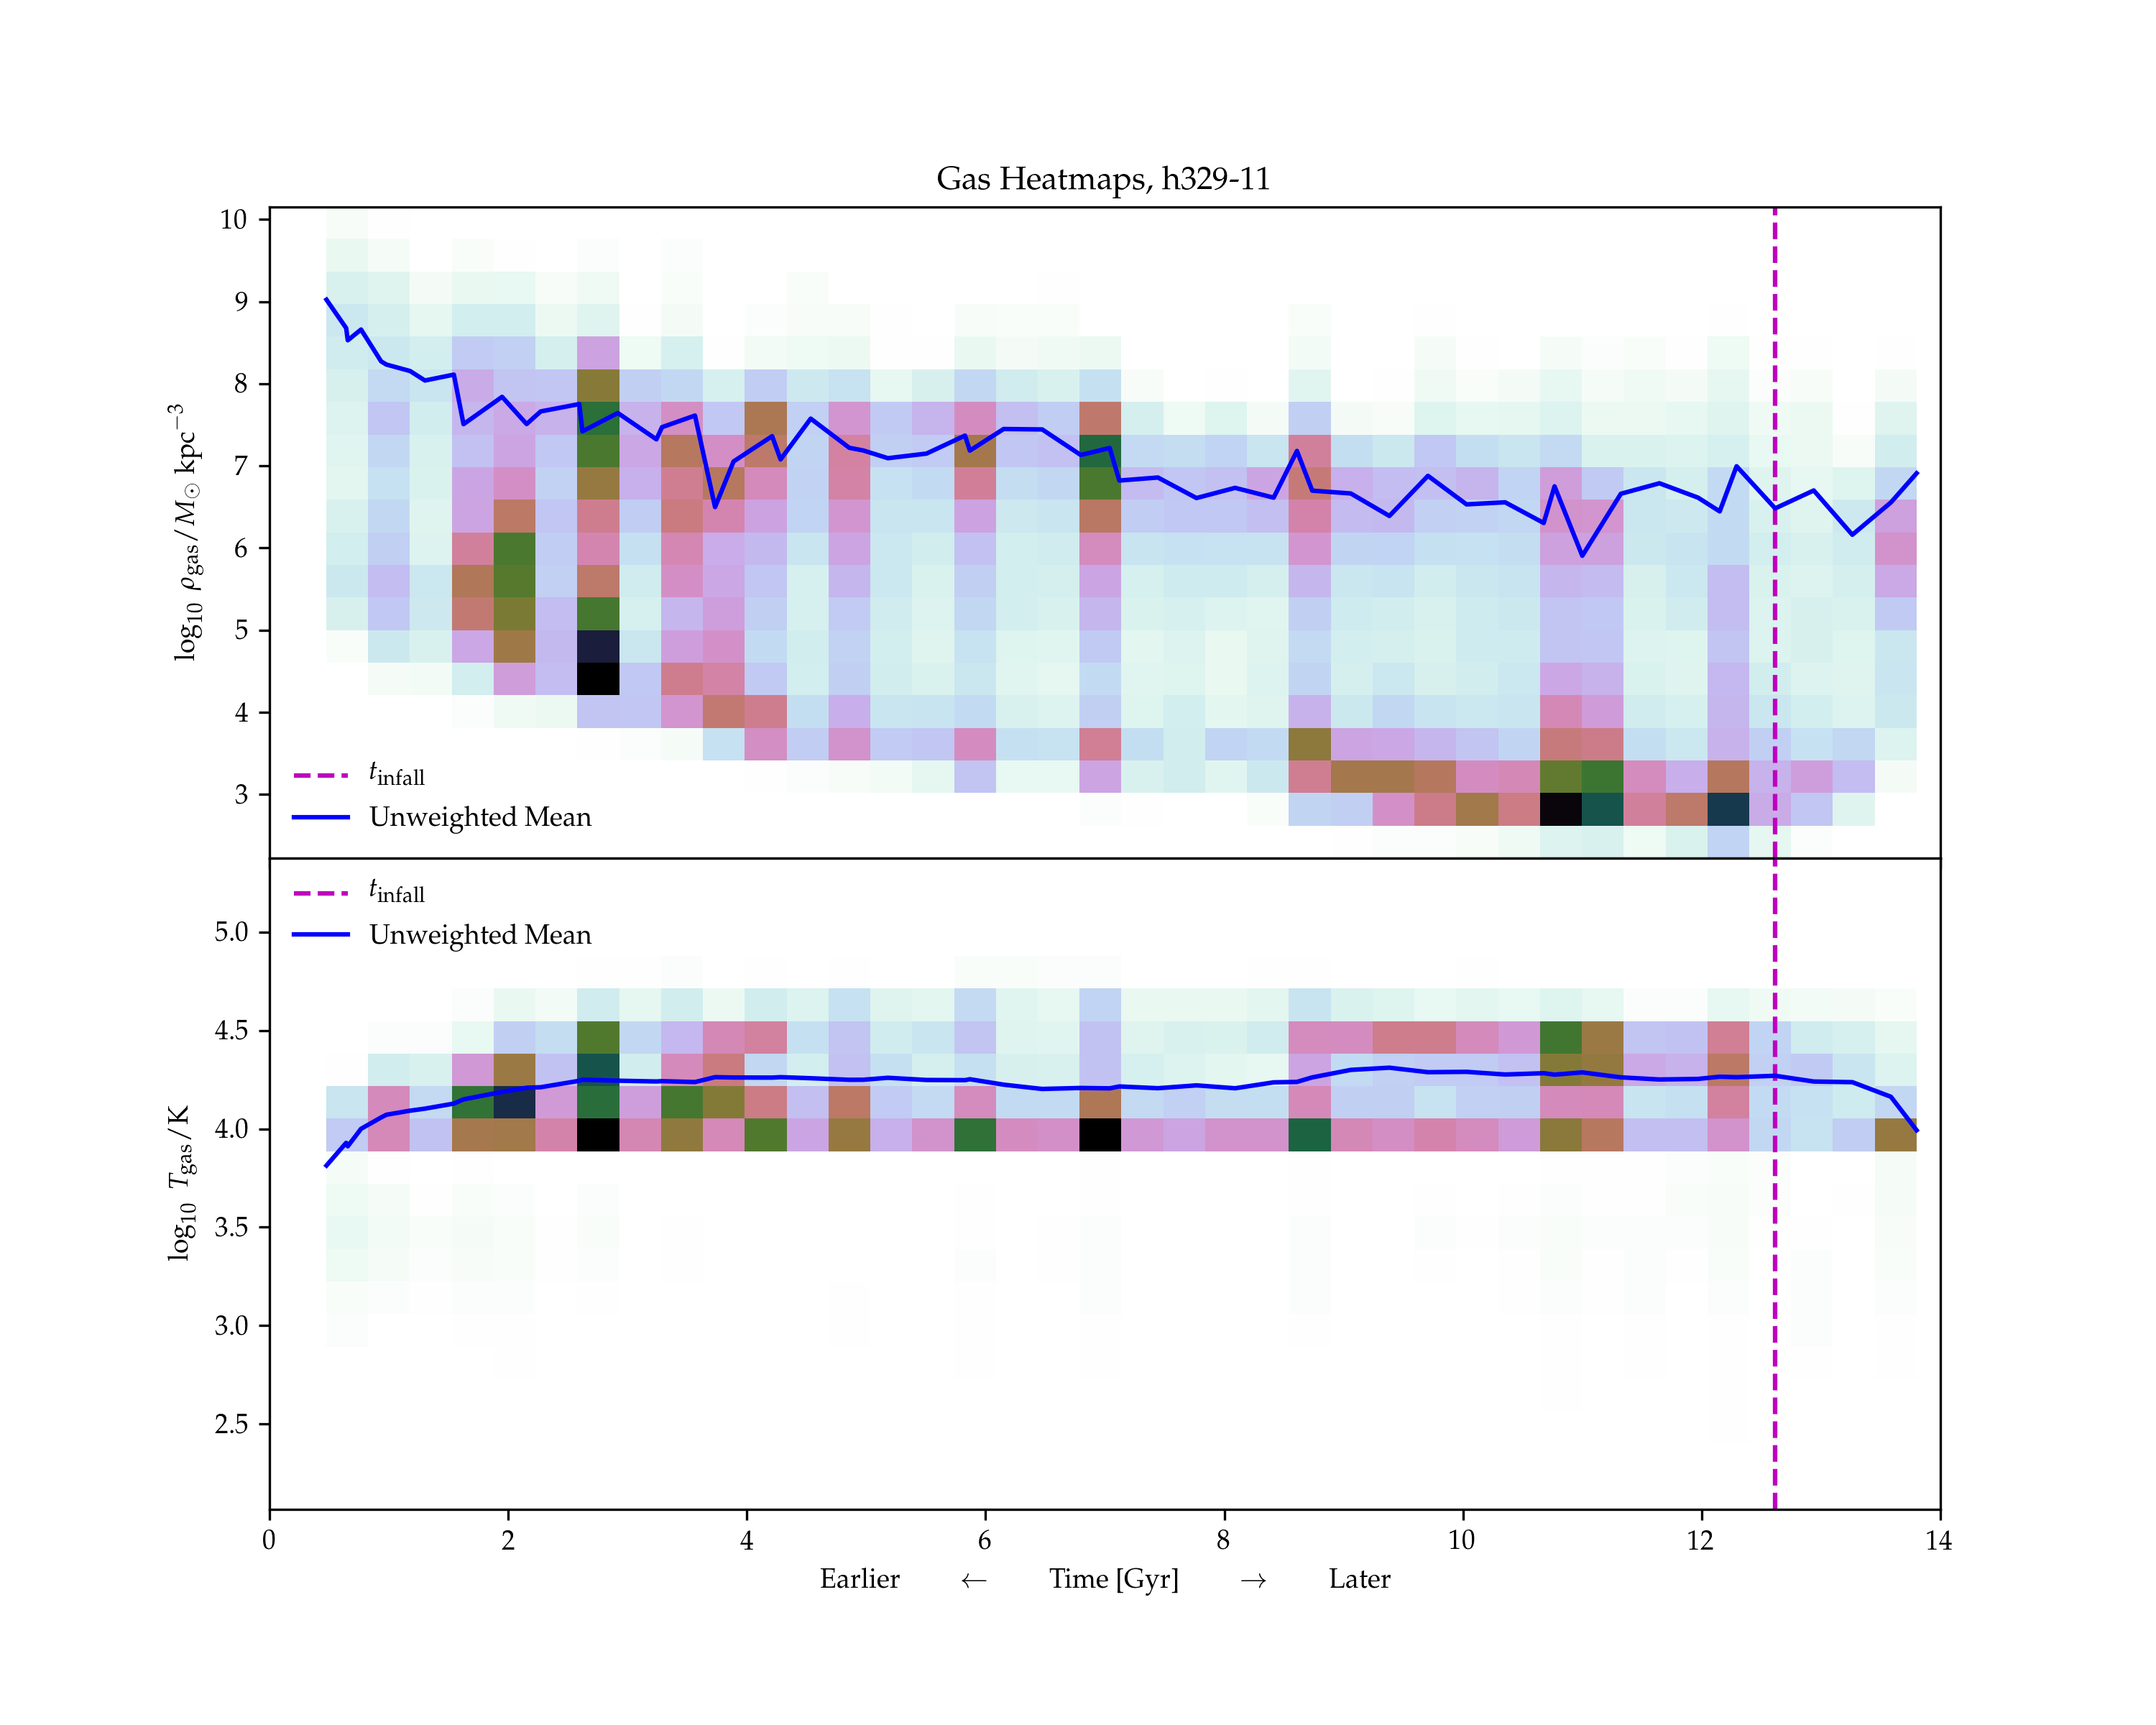 Gas Heatmaps, h329-11
10
9
8
7
6
5
4
3
log₁₀ ρgas/M⊙ kpc⁻³
tinfall
Unweighted Mean
tinfall
Unweighted Mean
5.0
4.5
4.0
3.5
3.0
2.5
log₁₀ Tgas/K
0 2 4 6 8 10 12 14
Earlier ← Time [Gyr] → Later